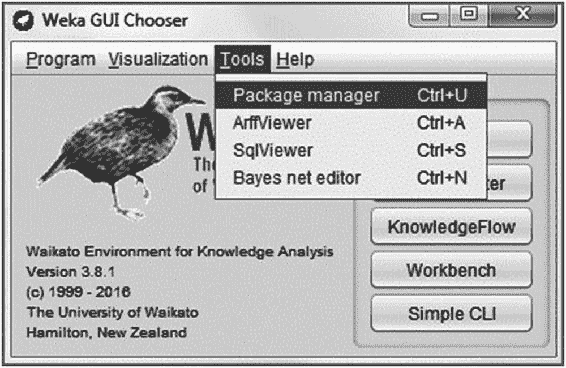 Weka GUI Chooser
Program Visualization Tools Help
Package manager Ctrl+U
ArffViewer Ctrl+A
SqlViewer Ctrl+S
Bayes net editor Ctrl+N
The
of
KnowledgeFlow
Workbench
Simple CLI
Waikato Environment for Knowledge Analysis
Version 3.8.1
(c) 1999 - 2016
The University of Waikato
Hamilton, New Zealand